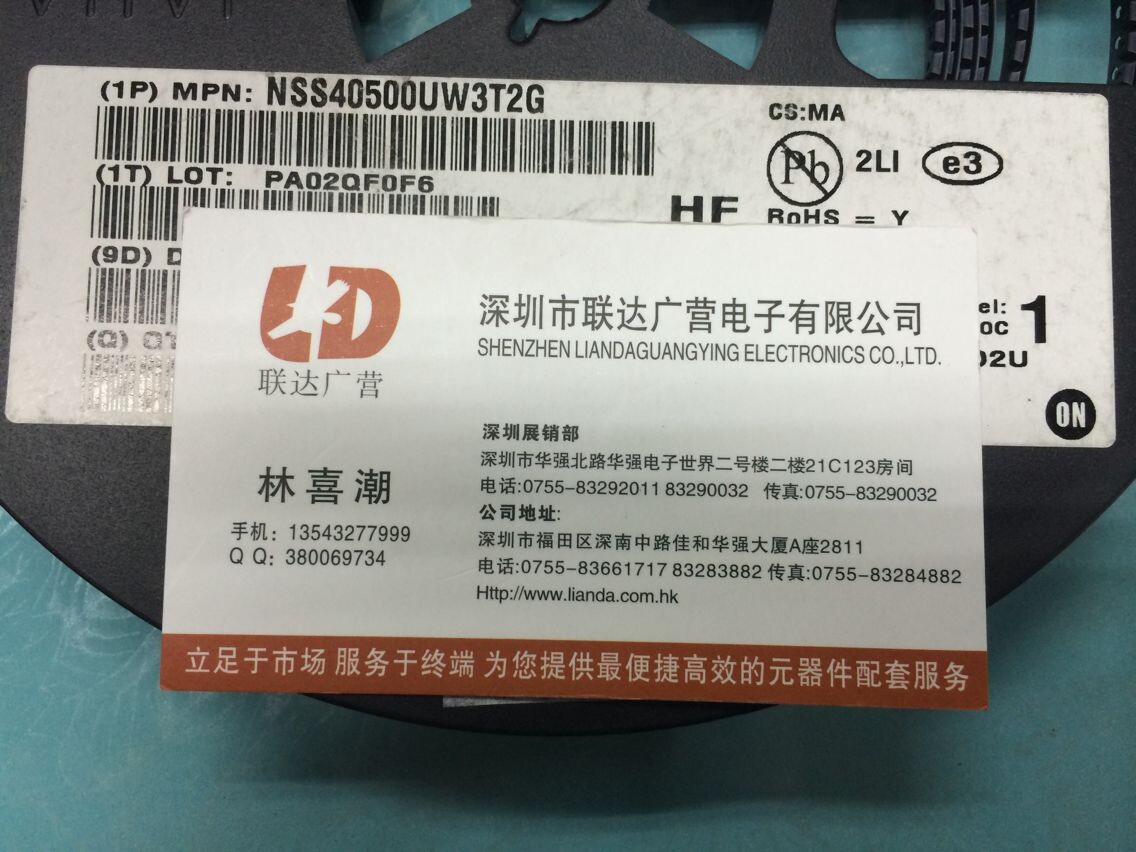 (1P) MPN: NSS40500UW3T2G
CS:MA
Pb 2LI e3
(1T) LOT: PA02QF0F6
HF RoHS = Y
(9D) D
(Q) QT
el: 1
0C
02U
ON
LD
联达广营
深圳市联达广营电子有限公司
SHENZHEN LIANDAGUANGYING ELECTRONICS CO.,LTD.
林喜潮
手机: 13543277999
QQ: 380069734
深圳展销部
深圳市华强北路华强电子世界二号楼二楼21C123房间
电话:0755-83292011 83290032 传真:0755-83290032
公司地址:
深圳市福田区深南中路佳和华强大厦A座2811
电话:0755-83661717 83283882 传真:0755-83284882
Http://www.lianda.com.hk
立足于市场 服务于终端 为您提供最便捷高效的元器件配套服务